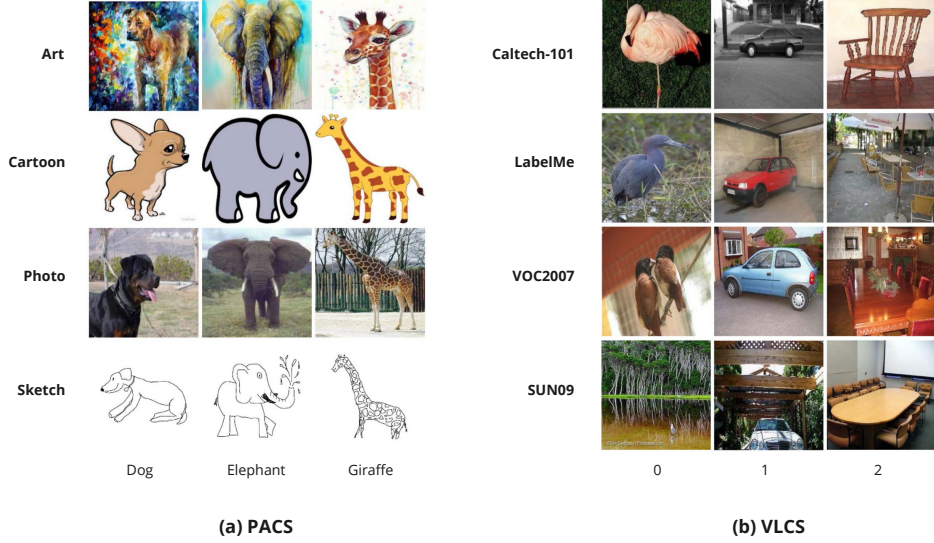 Art
Cartoon
Photo
Sketch
Dog
Elephant
Giraffe
(a) PACS
Caltech-101
LabelMe
VOC2007
SUN09
0
1
2
(b) VLCS